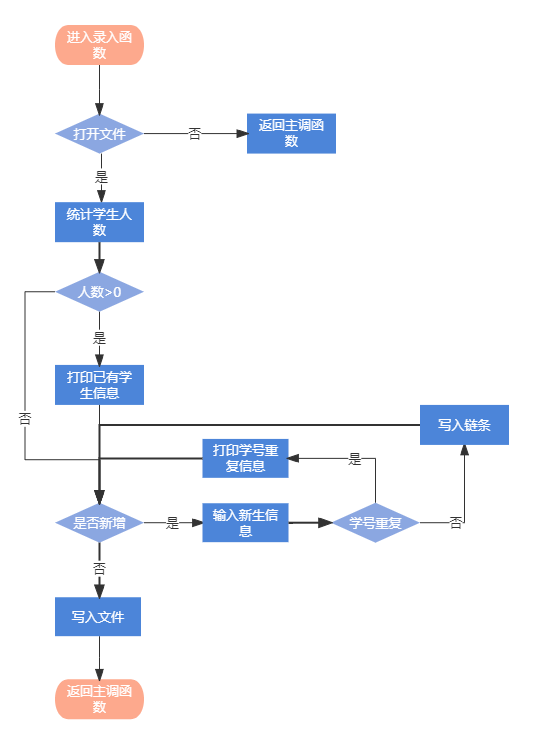 进入录入函
数
打开文件
否
返回主调函
数
是
统计学生人
数
人数>0
是
打印已有学
生信息
否
写入链条
打印学号重
复信息
是
是否新增
是
输入新生信
息
学号重复
否
否
写入文件
返回主调函
数